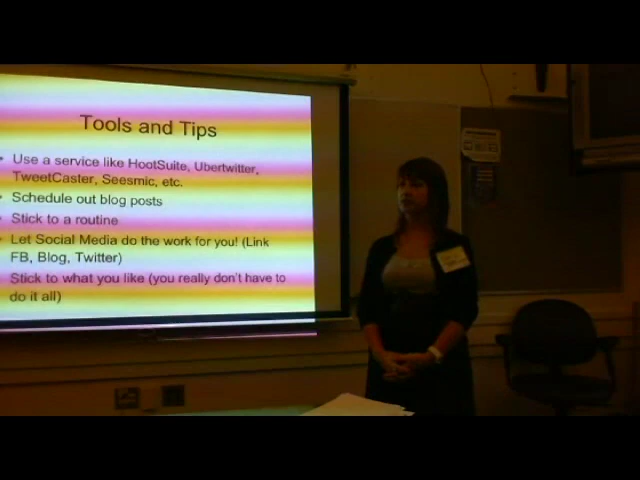 Tools and Tips
• Use a service like HootSuite, Ubertwitter,
TweetCaster, Seesmic, etc.
• Schedule out blog posts
• Stick to a routine
• Let Social Media do the work for you! (Link
FB, Blog, Twitter)
Stick to what you like (you really don't have to
do it all)